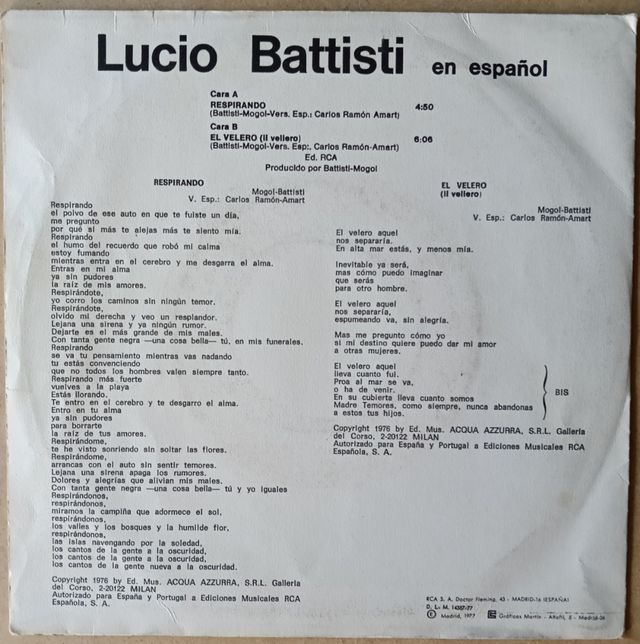 Lucio Battisti en español
Cara A
RESPIRANDO 4:50
(Battisti-Mogol-Vers. Esp.: Carlos Ramón Amart)
Cara B
EL VELERO (Il vellero) 6:06
(Battisti-Mogol-Vers. Esp:, Carlos Ramón-Amart)
Ed. RCA
Producido por Battisti-Mogol
RESPIRANDO
Mogol-Battisti
V. Esp.: Carlos Ramón-Amart
Respirando
el polvo de ese auto en que te fuiste un día,
me pregunto
por qué si más te alejas más te siento mía.
Respirando
el humo del recuerdo que robó mi calma
estoy fumando
mientras entra en el cerebro y me desgarra el alma.
Entras en mi alma
ya sin pudores
la raíz de mis amores.
Respirándote,
yo corro los caminos sin ningún temor.
Respirándote,
olvido mi derecha y veo un resplandor.
Lejana una sirena y ya ningún rumor.
Dejarte es el más grande de mis males.
Con tanta gente negra —una cosa bella— tú, en mis funerales.
Respirando
se va tu pensamiento mientras vas nadando
tu estás convenciendo
que no todos los hombres valen siempre tanto.
Respirando más fuerte
vuelves a la playa
Estás llorando.
Te entro en el cerebro y te desgarro el alma.
Entro en tu alma
ya sin pudores
para borrarte
la raíz de tus amores.
Respirándome,
te he visto sonriendo sin soltar las flores.
Respirándome,
arrancas con el auto sin sentir temores.
Lejana una sirena apaga los rumores.
Dolores y alegrías que alivian mis males.
Con tanta gente negra —una cosa bella— tú y yo iguales
Respirándonos,
respirándonos,
miramos la campiña que adormece el sol,
respirándonos,
los valles y los bosques y la humilde flor,
respirándonos,
las islas navengando por la soledad,
los cantos de la gente a la oscuridad,
los cantos de la gente a la oscuridad,
los cantos de la gente nueva a la oscuridad.
Copyright 1976 by Ed. Mus. ACQUA AZZURRA, S.R.L. Galleria
del Corso, 2-20122 MILAN
Autorizado para España y Portugal a Ediciones Musicales RCA
Española, S. A.
EL VELERO
(Il vellero)
Mogol-Battisti
V. Esp.: Carlos Ramón-Amart
El velero aquel
nos separaría.
En alta mar estás, y menos mía.
Inevitable ya será,
mas cómo puedo imaginar
que serás
para otro hombre.
El velero aquel
nos separaría,
espumeando va, sin alegría.
Mas me pregunto cómo yo
si mi destino quiere puedo dar mi amor
a otras mujeres.
El velero aquel
lleva cuanto fui.
Proa al mar se va,
o ha de venir.
En su cubierta lleva cuanto somos
Madre Temores, como siempre, nunca abandonas
a estos tus hijos.
BIS
Copyright 1976 by Ed. Mus. ACQUA AZZURRA, S.R.L. Galleria
del Corso, 2-20122 MILAN
Autorizado para España y Portugal a Ediciones Musicales RCA
Española, S. A.
RCA S. A. Doctor Fleming, 43 - MADRID-16 (ESPAÑA)
D. L.: M. 14387-77
© Madrid, 1977 Gráficas Marris - Alfafil, 5 - Madrid-26